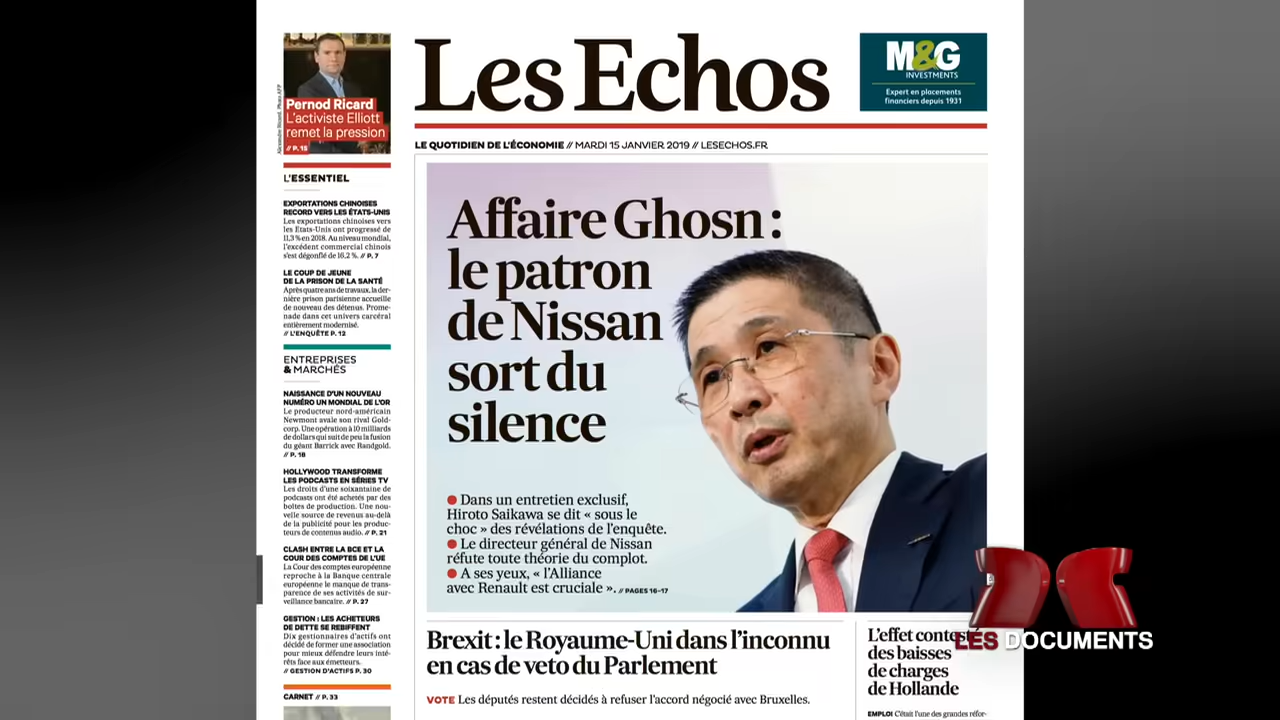 Alexandre Ricard. Photo AFP
Pernod Ricard
L'activiste Elliott
remet la pression
// P. 15
L'ESSENTIEL
EXPORTATIONS CHINOISES
RECORD VERS LES ÉTATS-UNIS
Les exportations chinoises vers
les États-Unis ont progressé de
11,3 % en 2018. Au niveau mondial,
l'excédent commercial chinois
s'est dégonflé de 16,2 %. // P. 7
LE COUP DE JEUNE
DE LA PRISON DE LA SANTÉ
Après quatre ans de travaux, la der-
nière prison parisienne accueille
de nouveau des détenus. Prome-
nade dans cet univers carcéral
entièrement modernisé.
// L'ENQUÊTE P. 12
ENTREPRISES
& MARCHÉS
NAISSANCE D'UN NOUVEAU
NUMÉRO UN MONDIAL DE L'OR
Le producteur nord-américain
Newmont avale son rival Gold-
corp. Une opération à 10 milliards
de dollars qui suit de peu la fusion
du géant Barrick avec Randgold.
// P. 18
HOLLYWOOD TRANSFORME
LES PODCASTS EN SÉRIES TV
Les droits d'une soixantaine de
podcasts ont été achetés par des
boîtes de production. Une nou-
velle source de revenus au-delà
de la publicité pour les produc-
teurs de contenus audio. // P. 21
CLASH ENTRE LA BCE ET LA
COUR DES COMPTES DE L'UE
La Cour des comptes européenne
reproche à la Banque centrale
européenne le manque de trans-
parence de ses activités de sur-
veillance bancaire. // P. 27
GESTION : LES ACHETEURS
DE DETTE SE REBIFFENT
Dix gestionnaires d'actifs ont
décidé de former une association
pour mieux défendre leurs inté-
rêts face aux émetteurs.
// GESTION D'ACTIFS P. 30
CARNET // P. 33
Les Echos
M&G
INVESTMENTS
Expert en placements
financiers depuis 1931
LE QUOTIDIEN DE L'ÉCONOMIE // MARDI 15 JANVIER 2019 // LESECHOS.FR
Affaire Ghosn :
le patron
de Nissan
sort du
silence
● Dans un entretien exclusif,
Hiroto Saikawa se dit « sous le
choc » des révélations de l'enquête.
● Le directeur général de Nissan
réfute toute théorie du complot.
● A ses yeux, « l'Alliance
avec Renault est cruciale ». // PAGES 16-17
Brexit : le Royaume-Uni dans l'inconnu
en cas de veto du Parlement
VOTE Les députés restent décidés à refuser l'accord négocié avec Bruxelles.
L'effet contesté
des baisses
de charges
de Hollande
EMPLOI C'était l'une des grandes réfor-
LES DOCUMENTS